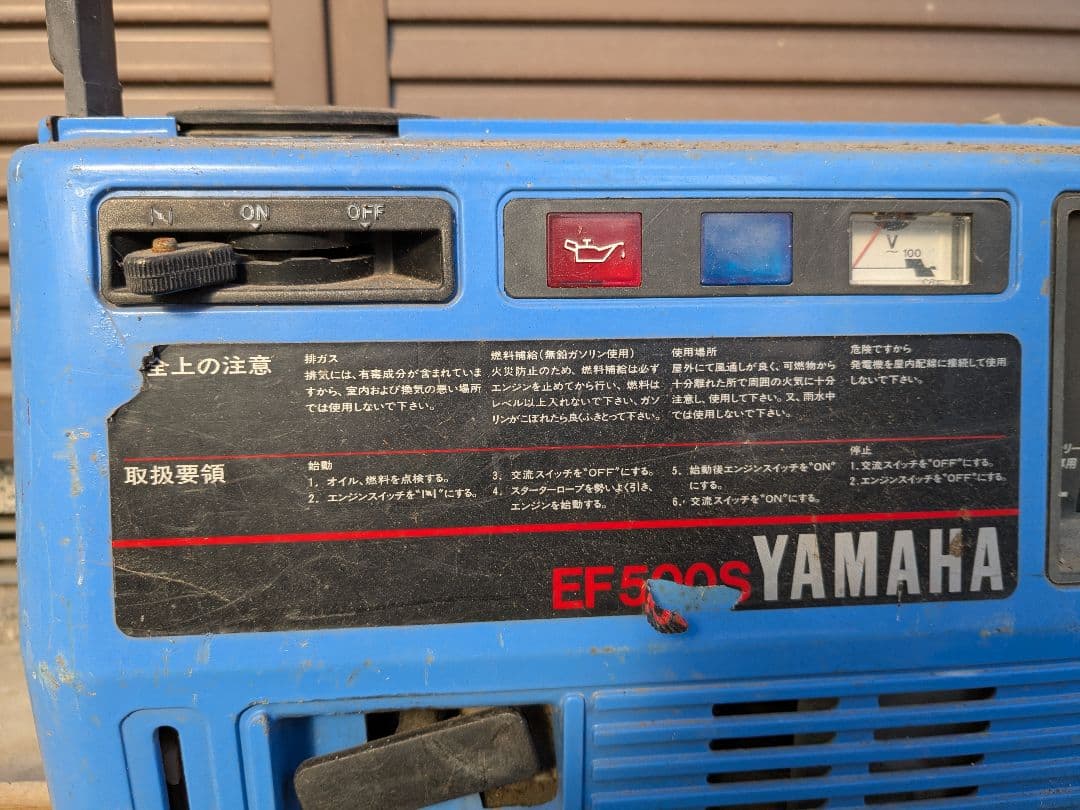 ON
OFF
V
~ 100
全上の注意
排ガス
排気には、有毒成分が含まれていま
すから、室内および換気の悪い場所
では使用しないで下さい。
燃料補給(無鉛ガソリン使用)
火災防止のため、燃料補給は必ず
エンジンを止めてから行い、燃料は
レベル以上入れないで下さい、ガソ
リンがこぼれたら良くふきとって下さい。
使用場所
屋外にて風通しが良く、可燃物から
十分離れた所で周囲の火気に十分
注意し、使用して下さい。又、雨水中
では使用しないで下さい。
危険ですから
発電機を屋内配線に接続して使用
しないで下さい。
取扱要領
始動
1. オイル、燃料を点検する。
2. エンジンスイッチを"|N|"にする。
3. 交流スイッチを"OFF"にする。
4. スターターロープを勢いよく引き、
エンジンを始動する。
5. 始動後エンジンスイッチを"ON"
にする。
6. 交流スイッチを"ON"にする。
停止
1. 交流スイッチを"OFF"にする。
2. エンジンスイッチを"OFF"にする。
EF500S YAMAHA